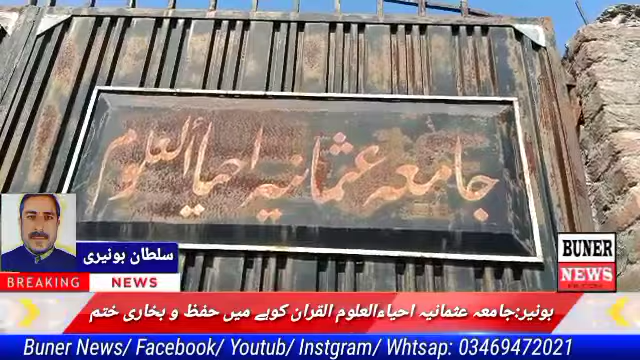 جامعہ عثمانیہ احیأالعلوم
سلطان بونیری
BREAKING NEWS
BUNER
NEWS
بونیر:جامعہ عثمانیہ احیاءالعلوم القران کوہے میں حفظ و بخاری ختم
Buner News/ Facebook/ Youtub/ Instgram/ Whtsap: 03469472021